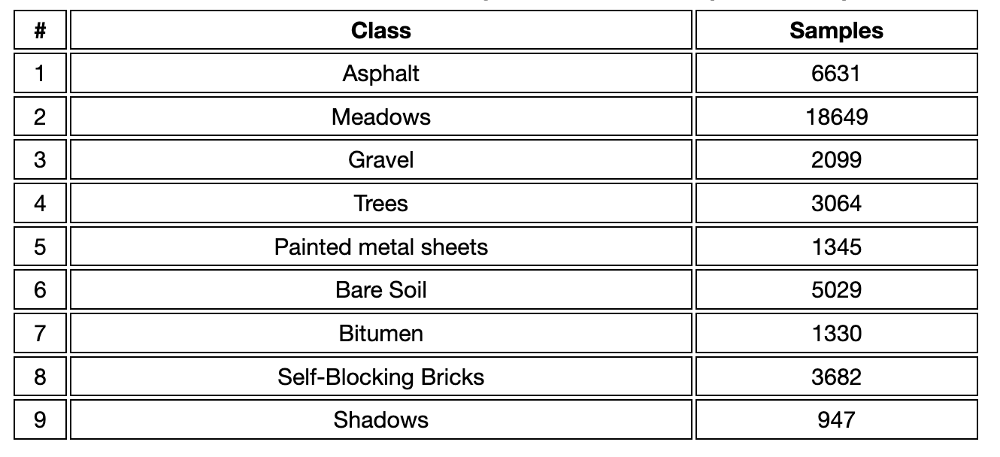 # Class Samples
1 Asphalt 6631
2 Meadows 18649
3 Gravel 2099
4 Trees 3064
5 Painted metal sheets 1345
6 Bare Soil 5029
7 Bitumen 1330
8 Self-Blocking Bricks 3682
9 Shadows 947